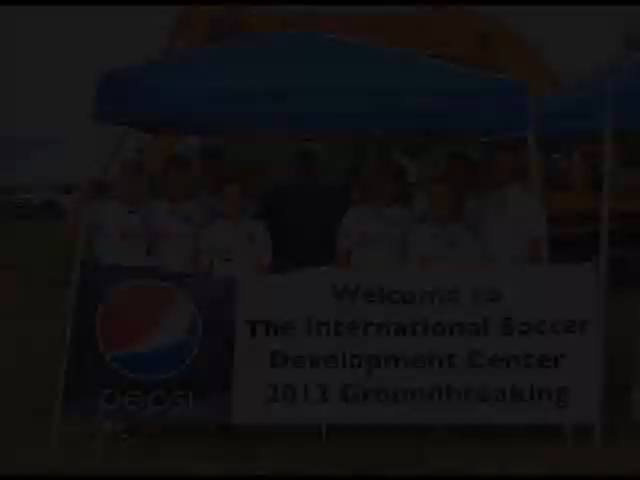 Welcome to
The International Soccer
Development Center
2013 Groundbreaking
pepsi